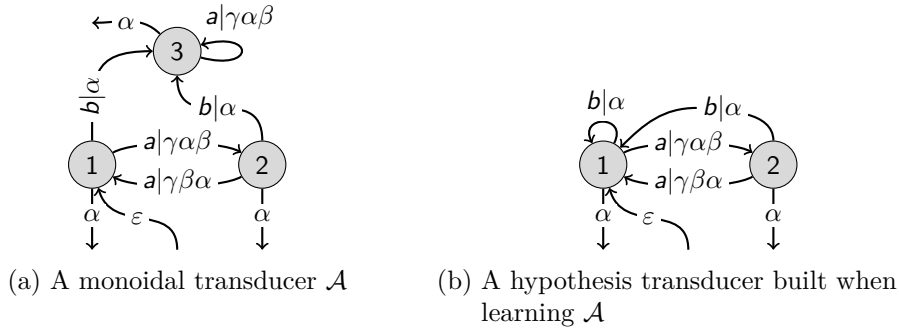 a|γαβ
α
3
b|α
b|α
a|γαβ
1
2
a|γβα
α
ε
α
(a) A monoidal transducer 𝒜
b|α
b|α
a|γαβ
1
2
a|γβα
α
ε
α
(b) A hypothesis transducer built when
learning 𝒜